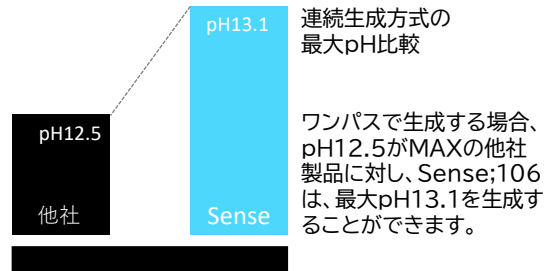 pH13.1
pH12.5
他社
Sense
連続生成方式の
最大pH比較
ワンパスで生成する場合、
pH12.5がMAXの他社
製品に対し、Sense;106
は、最大pH13.1を生成す
ることができます。